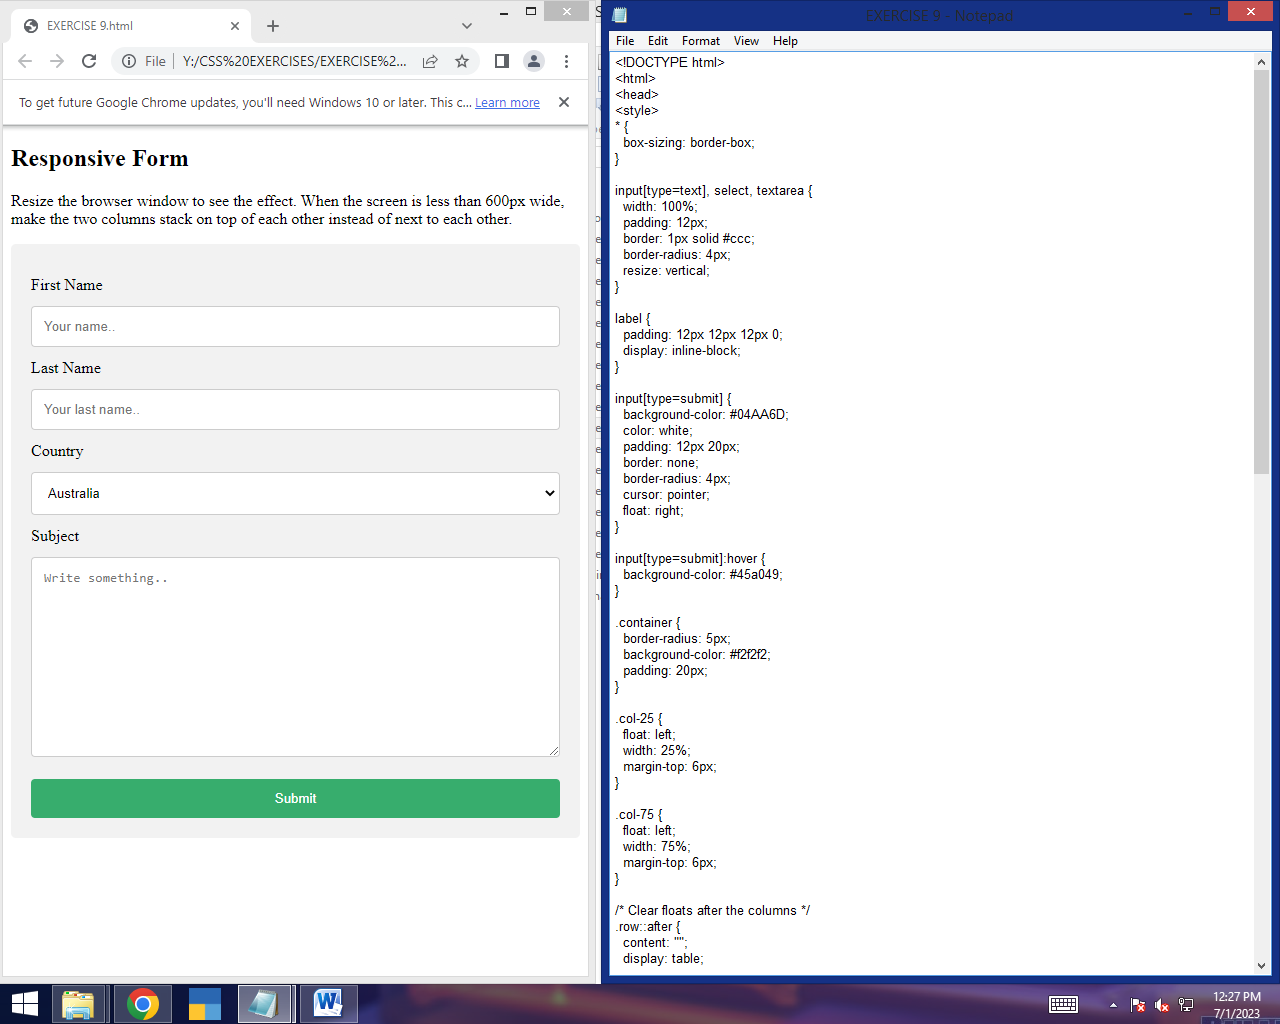 EXERCISE 9.html
File
Y:/CSS%20EXERCISES/EXERCISE%2...
To get future Google Chrome updates, you'll need Windows 10 or later. This c... Learn more
Responsive Form
Resize the browser window to see the effect. When the screen is less than 600px wide,
make the two columns stack on top of each other instead of next to each other.
First Name
Your name..
Last Name
Your last name..
Country
Australia
Subject
Write something..
Submit
EXERCISE 9 - Notepad
File Edit Format View Help
<!DOCTYPE html>
<html>
<head>
<style>
* {
  box-sizing: border-box;
}

input[type=text], select, textarea {
  width: 100%;
  padding: 12px;
  border: 1px solid #ccc;
  border-radius: 4px;
  resize: vertical;
}

label {
  padding: 12px 12px 12px 0;
  display: inline-block;
}

input[type=submit] {
  background-color: #04AA6D;
  color: white;
  padding: 12px 20px;
  border: none;
  border-radius: 4px;
  cursor: pointer;
  float: right;
}

input[type=submit]:hover {
  background-color: #45a049;
}

.container {
  border-radius: 5px;
  background-color: #f2f2f2;
  padding: 20px;
}

.col-25 {
  float: left;
  width: 25%;
  margin-top: 6px;
}

.col-75 {
  float: left;
  width: 75%;
  margin-top: 6px;
}

/* Clear floats after the columns */
.row::after {
  content: "";
  display: table;
12:27 PM
7/1/2023